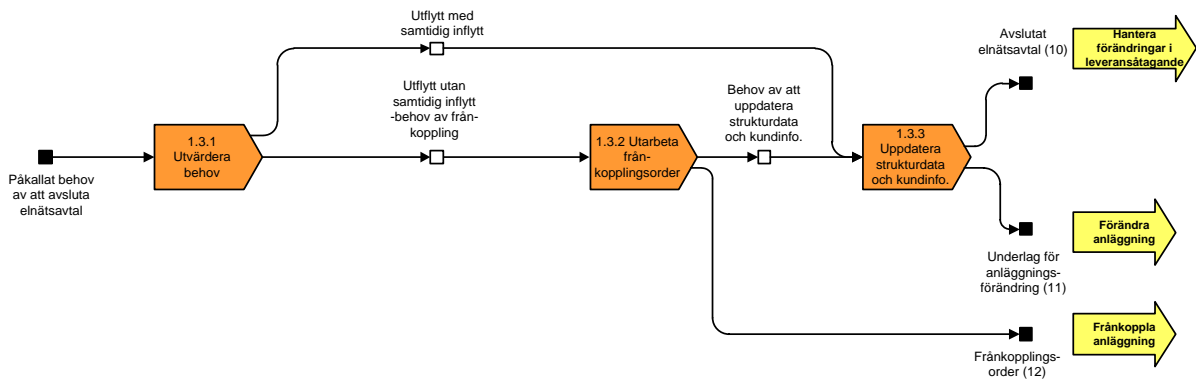 Utflytt med
samtidig inflytt
Avslutat
elnätsavtal (10)
Hantera
förändringar i
leveransåtagande
Utflytt utan
samtidig inflytt
-behov av från-
koppling
Behov av att
uppdatera
strukturdata
och kundinfo.
1.3.1
Utvärdera
behov
1.3.2 Utarbeta
från-
kopplingsorder
1.3.3
Uppdatera
strukturdata
och kundinfo.
Påkallat behov
av att avsluta
elnätsavtal
Underlag för
anläggnings-
förändring (11)
Förändra
anläggning
Frånkopplings-
order (12)
Frånkoppla
anläggning